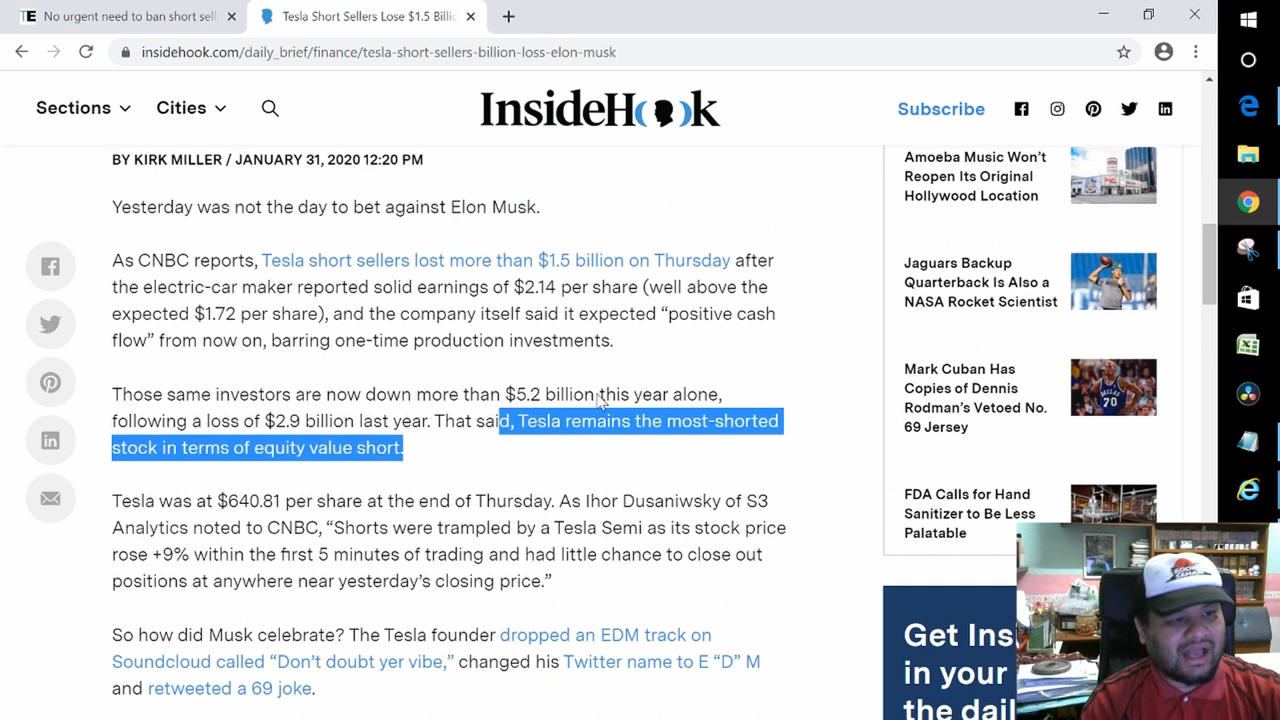 No urgent need to ban short sell
Tesla Short Sellers Lose $1.5 Billi
insidehook.com/daily_brief/finance/tesla-short-sellers-billion-loss-elon-musk
Sections
Cities
InsideHook
Subscribe
BY KIRK MILLER / JANUARY 31, 2020 12:20 PM
Yesterday was not the day to bet against Elon Musk.
As CNBC reports, Tesla short sellers lost more than $1.5 billion on Thursday after
the electric-car maker reported solid earnings of $2.14 per share (well above the
expected $1.72 per share), and the company itself said it expected “positive cash
flow” from now on, barring one-time production investments.
Those same investors are now down more than $5.2 billion this year alone,
following a loss of $2.9 billion last year. That said, Tesla remains the most-shorted
stock in terms of equity value short.
Tesla was at $640.81 per share at the end of Thursday. As Ihor Dusaniwsky of S3
Analytics noted to CNBC, “Shorts were trampled by a Tesla Semi as its stock price
rose +9% within the first 5 minutes of trading and had little chance to close out
positions at anywhere near yesterday’s closing price.”
So how did Musk celebrate? The Tesla founder dropped an EDM track on
Soundcloud called “Don’t doubt yer vibe,” changed his Twitter name to E “D” M
and retweeted a 69 joke.
Amoeba Music Won’t
Reopen Its Original
Hollywood Location
Jaguars Backup
Quarterback Is Also a
NASA Rocket Scientist
Mark Cuban Has
Copies of Dennis
Rodman’s Vetoed No.
69 Jersey
FDA Calls for Hand
Sanitizer to Be Less
Palatable
Get Ins
in your
the dail